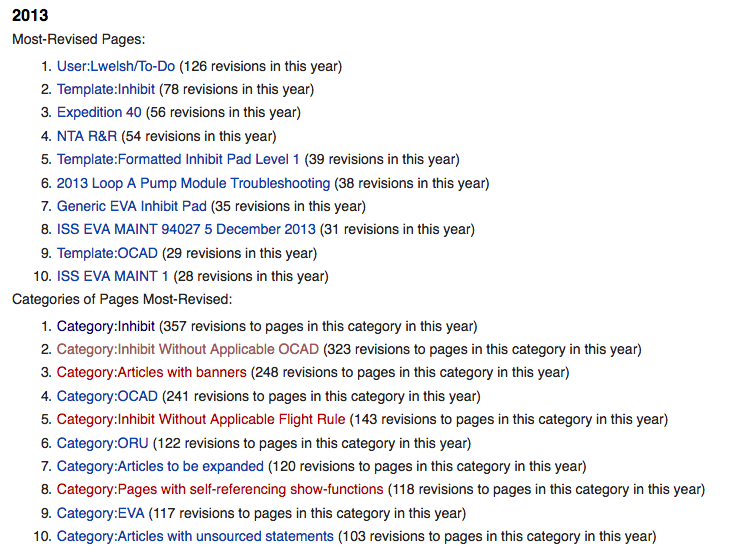 2013
Most-Revised Pages:
1. User:Lwelsh/To-Do (126 revisions in this year)
2. Template:Inhibit (78 revisions in this year)
3. Expedition 40 (56 revisions in this year)
4. NTA R&R (54 revisions in this year)
5. Template:Formatted Inhibit Pad Level 1 (39 revisions in this year)
6. 2013 Loop A Pump Module Troubleshooting (38 revisions in this year)
7. Generic EVA Inhibit Pad (35 revisions in this year)
8. ISS EVA MAINT 94027 5 December 2013 (31 revisions in this year)
9. Template:OCAD (29 revisions in this year)
10. ISS EVA MAINT 1 (28 revisions in this year)
Categories of Pages Most-Revised:
1. Category:Inhibit (357 revisions to pages in this category in this year)
2. Category:Inhibit Without Applicable OCAD (323 revisions to pages in this category in this year)
3. Category:Articles with banners (248 revisions to pages in this category in this year)
4. Category:OCAD (241 revisions to pages in this category in this year)
5. Category:Inhibit Without Applicable Flight Rule (143 revisions to pages in this category in this year)
6. Category:ORU (122 revisions to pages in this category in this year)
7. Category:Articles to be expanded (120 revisions to pages in this category in this year)
8. Category:Pages with self-referencing show-functions (118 revisions to pages in this category in this year)
9. Category:EVA (117 revisions to pages in this category in this year)
10. Category:Articles with unsourced statements (103 revisions to pages in this category in this year)